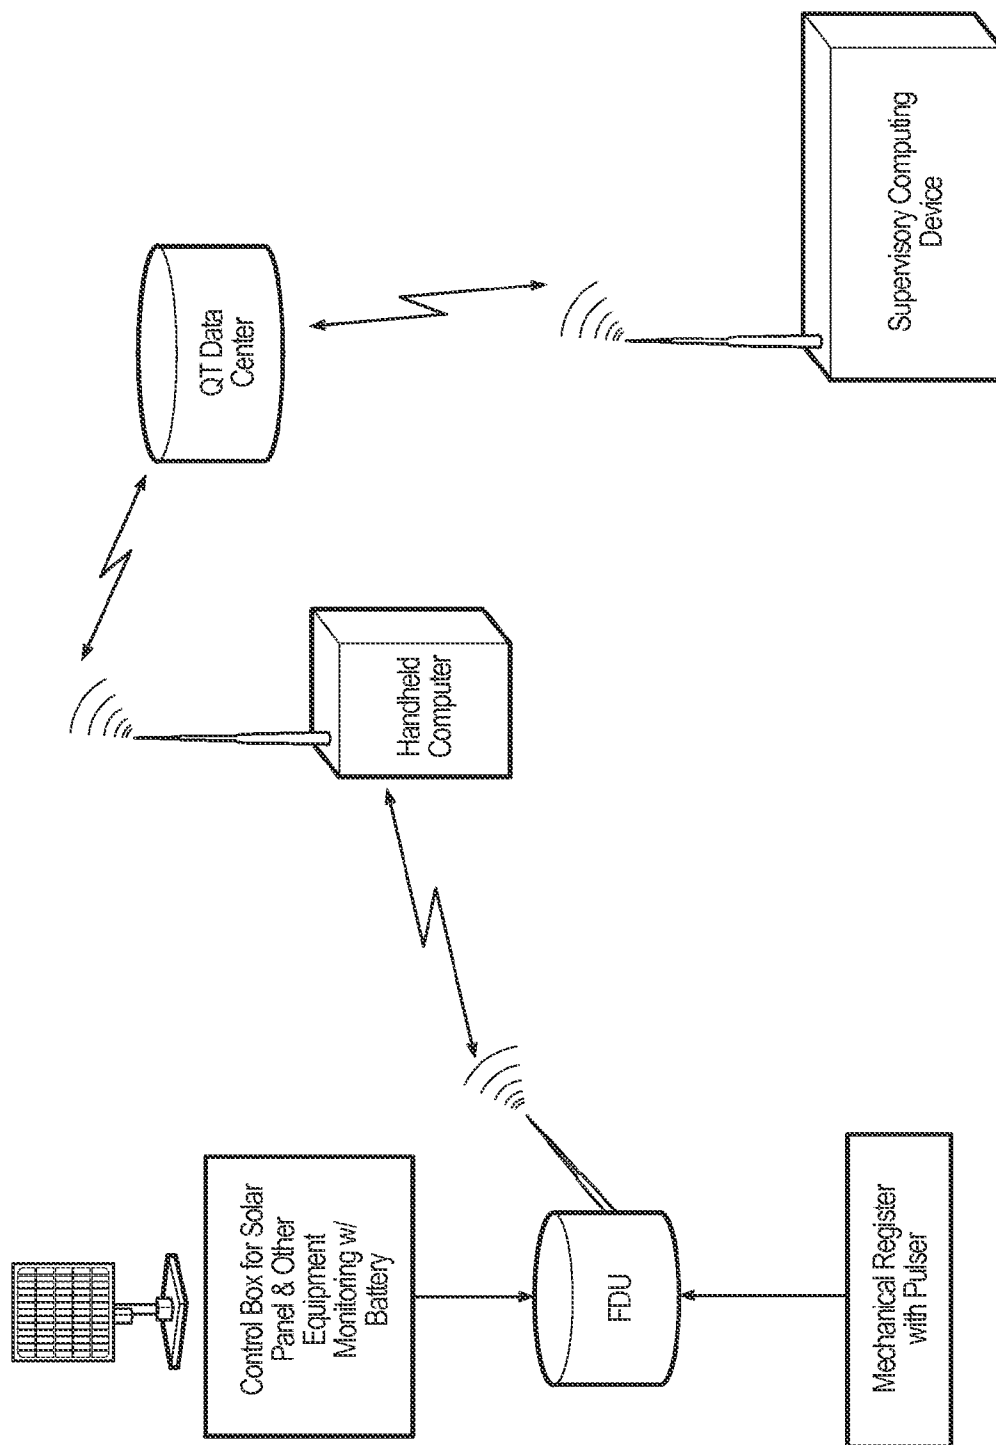 Control Box for Solar
Panel & Other
Equipment
Monitoring w/
Battery
FDU
Mechanical Register
with Pulser
Handheld
Computer
QT Data
Center
Supervisory Computing
Device